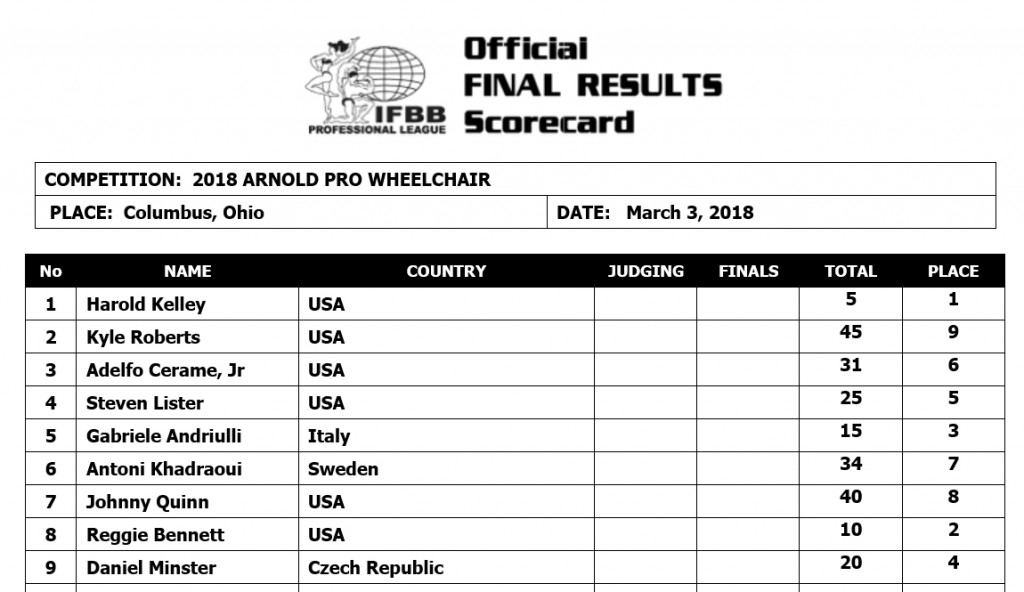 Official
FINAL RESULTS
Scorecard
IFBB
PROFESSIONAL LEAGUE
COMPETITION: 2018 ARNOLD PRO WHEELCHAIR
PLACE: Columbus, Ohio DATE: March 3, 2018
No NAME COUNTRY JUDGING FINALS TOTAL PLACE
1 Harold Kelley USA 5 1
2 Kyle Roberts USA 45 9
3 Adelfo Cerame, Jr USA 31 6
4 Steven Lister USA 25 5
5 Gabriele Andriulli Italy 15 3
6 Antoni Khadraoui Sweden 34 7
7 Johnny Quinn USA 40 8
8 Reggie Bennett USA 10 2
9 Daniel Minster Czech Republic 20 4